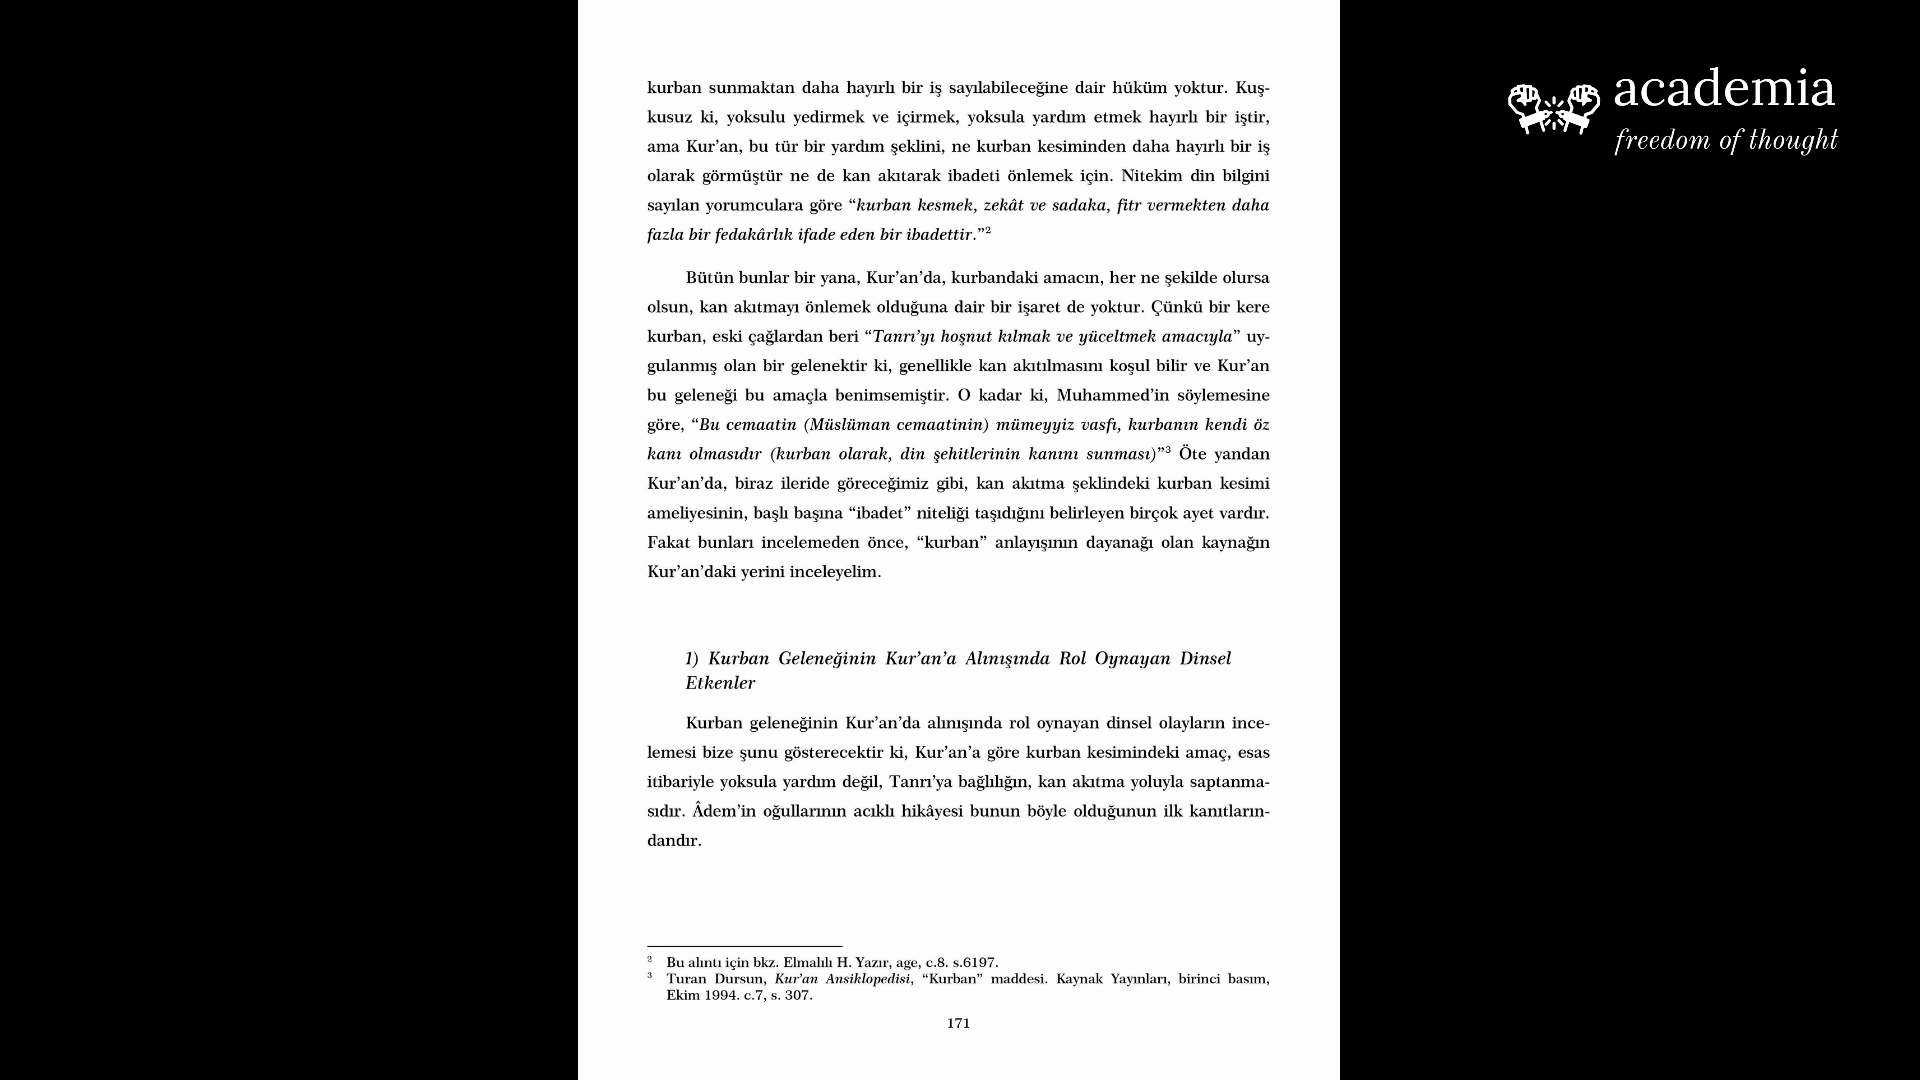 kurban sunmaktan daha hayırlı bir iş sayılabileceğine dair hüküm yoktur. Kuş-
kusuz ki, yoksulu yedirmek ve içirmek, yoksula yardım etmek hayırlı bir iştir,
ama Kur’an, bu tür bir yardım şeklini, ne kurban kesiminden daha hayırlı bir iş
olarak görmüştür ne de kan akıtarak ibadeti önlemek için. Nitekim din bilgini
sayılan yorumculara göre “kurban kesmek, zekât ve sadaka, fitr vermekten daha
fazla bir fedakârlık ifade eden bir ibadettir.”2
Bütün bunlar bir yana, Kur’an’da, kurbandaki amacın, her ne şekilde olursa
olsun, kan akıtmayı önlemek olduğuna dair bir işaret de yoktur. Çünkü bir kere
kurban, eski çağlardan beri “Tanrı’yı hoşnut kılmak ve yüceltmek amacıyla” uy-
gulanmış olan bir gelenektir ki, genellikle kan akıtılmasını koşul bilir ve Kur’an
bu geleneği bu amaçla benimsemiştir. O kadar ki, Muhammed’in söylemesine
göre, “Bu cemaatin (Müslüman cemaatinin) mümeyyiz vasfı, kurbanın kendi öz
kanı olmasıdır (kurban olarak, din şehitlerinin kanını sunması)”3 Öte yandan
Kur’an’da, biraz ileride göreceğimiz gibi, kan akıtma şeklindeki kurban kesimi
ameliyesinin, başlı başına “ibadet” niteliği taşıdığını belirleyen birçok ayet vardır.
Fakat bunları incelemeden önce, “kurban” anlayışının dayanağı olan kaynağın
Kur’an’daki yerini inceleyelim.
1) Kurban Geleneğinin Kur’an’a Alınışında Rol Oynayan Dinsel
Etkenler
Kurban geleneğinin Kur’an’da alınışında rol oynayan dinsel olayların ince-
lemesi bize şunu gösterecektir ki, Kur’an’a göre kurban kesimindeki amaç, esas
itibariyle yoksula yardım değil, Tanrı’ya bağlılığın, kan akıtma yoluyla saptanma-
sıdır. Âdem’in oğullarının acıklı hikâyesi bunun böyle olduğunun ilk kanıtların-
dandır.
2 Bu alıntı için bkz. Elmalılı H. Yazır, age, c.8. s.6197.
3 Turan Dursun, Kur’an Ansiklopedisi, “Kurban” maddesi. Kaynak Yayınları, birinci basım,
Ekim 1994. c.7, s. 307.
171
academia
freedom of thought